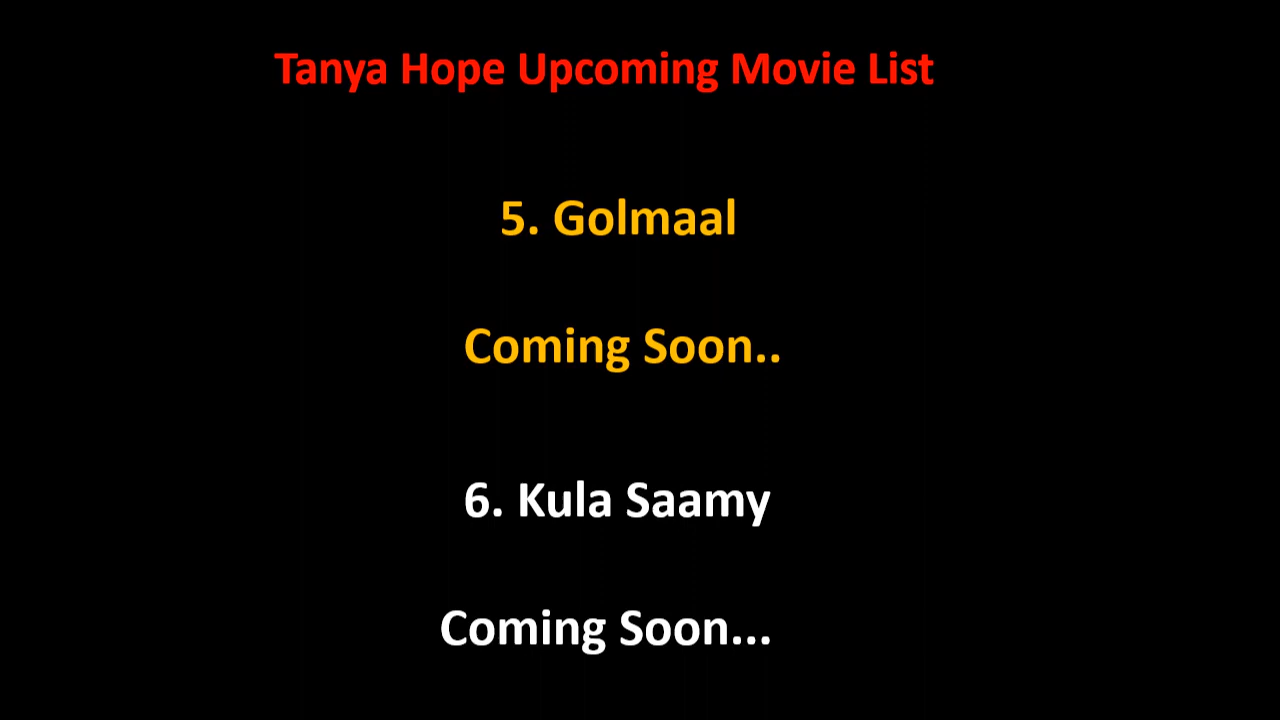 Tanya Hope Upcoming Movie List
5. Golmaal
Coming Soon..
6. Kula Saamy
Coming Soon...